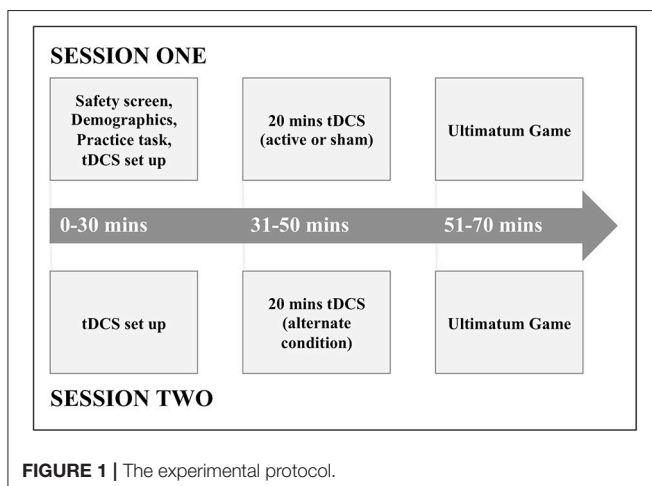 SESSION ONE
Safety screen,
Demographics,
Practice task,
tDCS set up
20 mins tDCS
(active or sham)
Ultimatum Game
0-30 mins
31-50 mins
51-70 mins
tDCS set up
20 mins tDCS
(alternate
condition)
Ultimatum Game
SESSION TWO
FIGURE 1 | The experimental protocol.